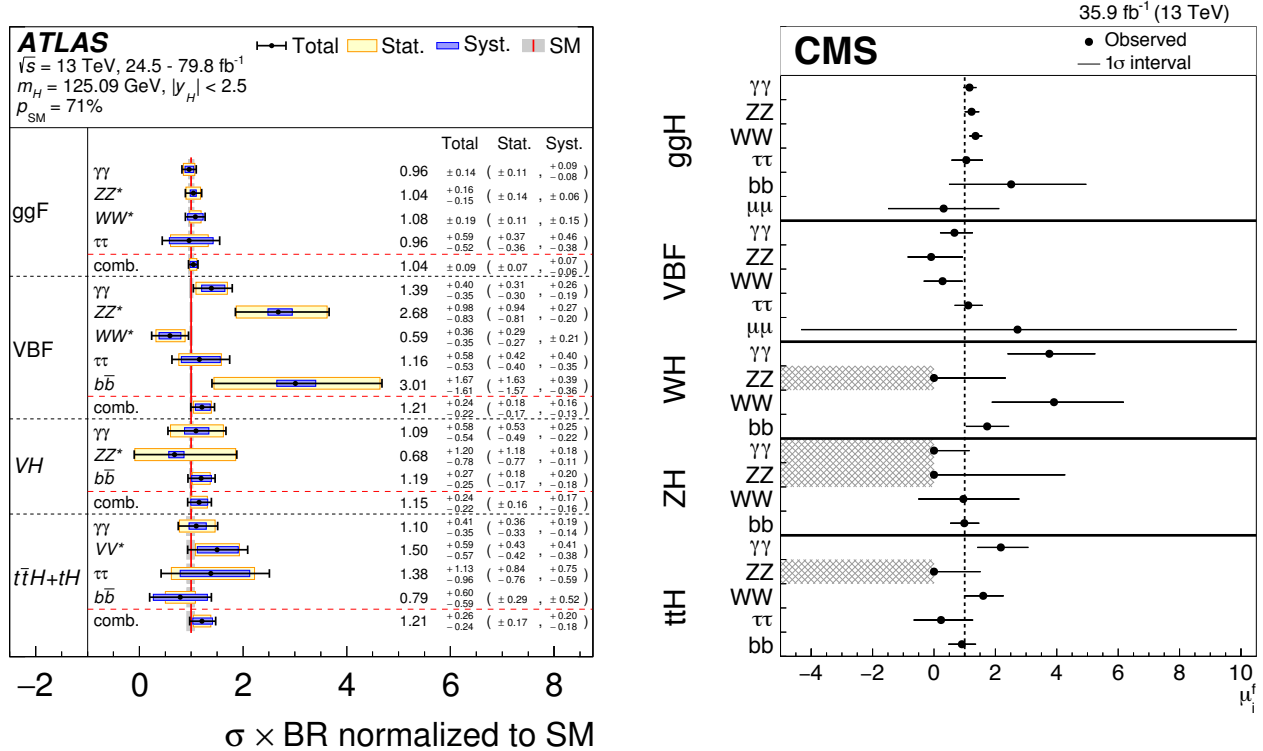 ATLAS
Total Stat. Syst. SM
√s = 13 TeV, 24.5 - 79.8 fb⁻¹
m_H = 125.09 GeV, |y_H| < 2.5
p_SM = 71%
Total Stat. Syst.
ggF
γγ 0.96 ± 0.14 ( ± 0.11 , +0.09 −0.08 )
ZZ* 1.04 +0.16 −0.15 ( ± 0.14 , ± 0.06 )
WW* 1.08 ± 0.19 ( ± 0.11 , ± 0.15 )
ττ 0.96 +0.59 −0.52 ( +0.37 −0.36 , +0.46 −0.38 )
comb. 1.04 ± 0.09 ( ± 0.07 , +0.07 −0.06 )
VBF
γγ 1.39 +0.40 −0.35 ( +0.31 −0.30 , +0.26 −0.19 )
ZZ* 2.68 +0.98 −0.83 ( +0.94 −0.81 , +0.27 −0.20 )
WW* 0.59 +0.36 −0.35 ( +0.29 −0.27 , ± 0.21 )
ττ 1.16 +0.58 −0.53 ( +0.42 −0.40 , +0.40 −0.35 )
bb̄ 3.01 +1.67 −1.61 ( +1.63 −1.57 , +0.39 −0.36 )
comb. 1.21 +0.24 −0.22 ( +0.18 −0.17 , +0.16 −0.13 )
VH
γγ 1.09 +0.58 −0.54 ( +0.53 −0.49 , +0.25 −0.22 )
ZZ* 0.68 +1.20 −0.78 ( +1.18 −0.77 , +0.18 −0.11 )
bb̄ 1.19 +0.27 −0.25 ( +0.18 −0.17 , +0.20 −0.18 )
comb. 1.15 +0.24 −0.22 ( ± 0.16 , +0.17 −0.16 )
tt̄H+tH
γγ 1.10 +0.41 −0.35 ( +0.36 −0.33 , +0.19 −0.14 )
VV* 1.50 +0.59 −0.57 ( +0.43 −0.42 , +0.41 −0.38 )
ττ 1.38 +1.13 −0.96 ( +0.84 −0.76 , +0.75 −0.59 )
bb̄ 0.79 +0.60 −0.59 ( ± 0.29 , ± 0.52 )
comb. 1.21 +0.26 −0.24 ( ± 0.17 , +0.20 −0.18 )
−2 0 2 4 6 8
σ × BR normalized to SM
35.9 fb⁻¹ (13 TeV)
CMS
Observed
1σ interval
ggH
γγ
ZZ
WW
ττ
bb
μμ
VBF
γγ
ZZ
WW
ττ
μμ
WH
γγ
ZZ
WW
bb
ZH
γγ
ZZ
WW
bb
ttH
γγ
ZZ
WW
ττ
bb
−4 −2 0 2 4 6 8 10
μ_i^f